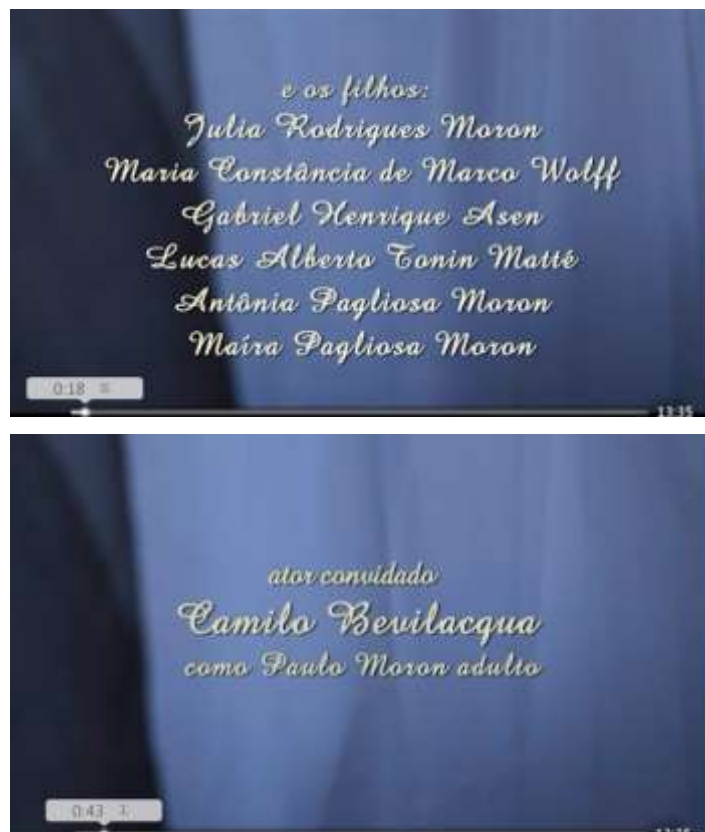 e os filhos:
Julia Rodrigues Moron
Maria Constância de Marco Wolff
Gabriel Henrique Asen
Lucas Alberto Tonin Matté
Antônia Pagliosa Moron
Maíra Pagliosa Moron
0:18
13:35
ator convidado
Camilo Bevilacqua
como Paulo Moron adulto
0:43